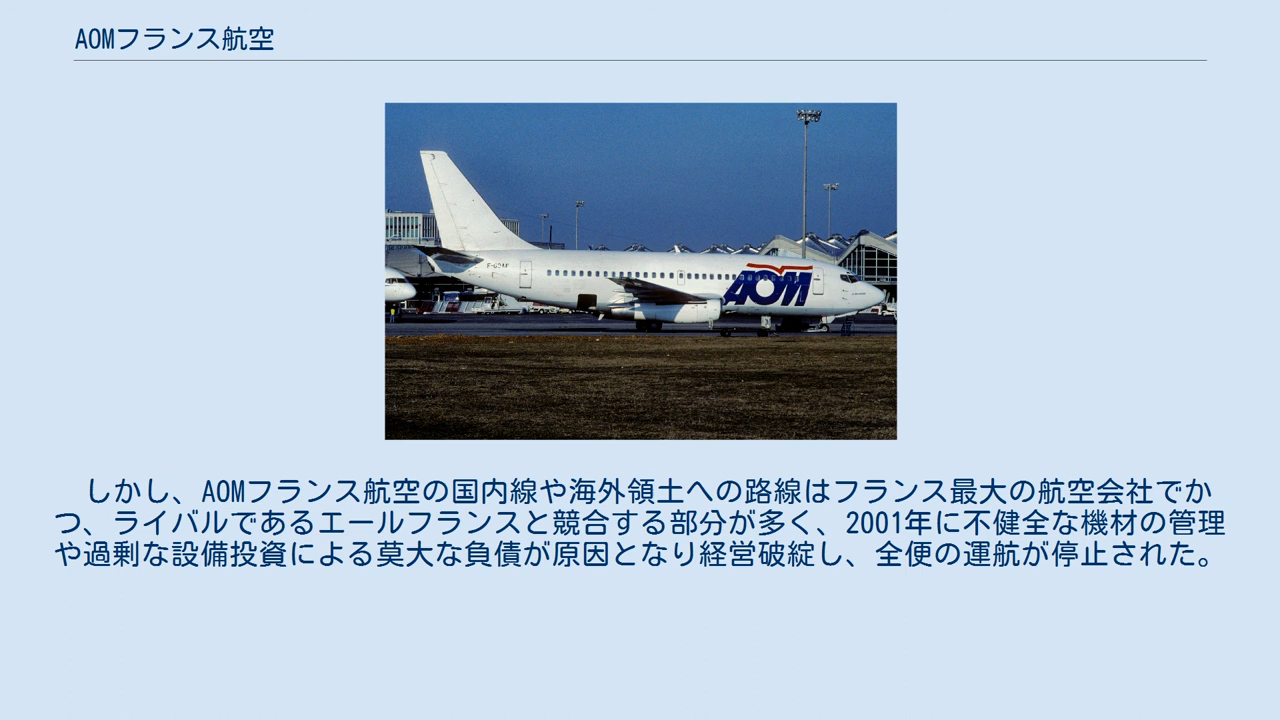 AOMフランス航空
AOM
しかし、AOMフランス航空の国内線や海外領土への路線はフランス最大の航空会社でか
つ、ライバルであるエールフランスと競合する部分が多く、2001年に不健全な機材の管理
や過剰な設備投資による莫大な負債が原因となり経営破綻し、全便の運航が停止された。